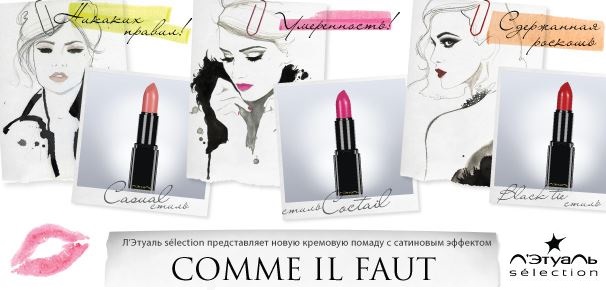 Никаких
правил!
Умеренность!
Сдержанная
роскошь
Casual
стиль
стиль Coctail
Black tie
стиль
Л'Этуаль sélection представляет новую кремовую помаду с сатиновым эффектом
COMME IL FAUT
Л'Этуаль
sélection